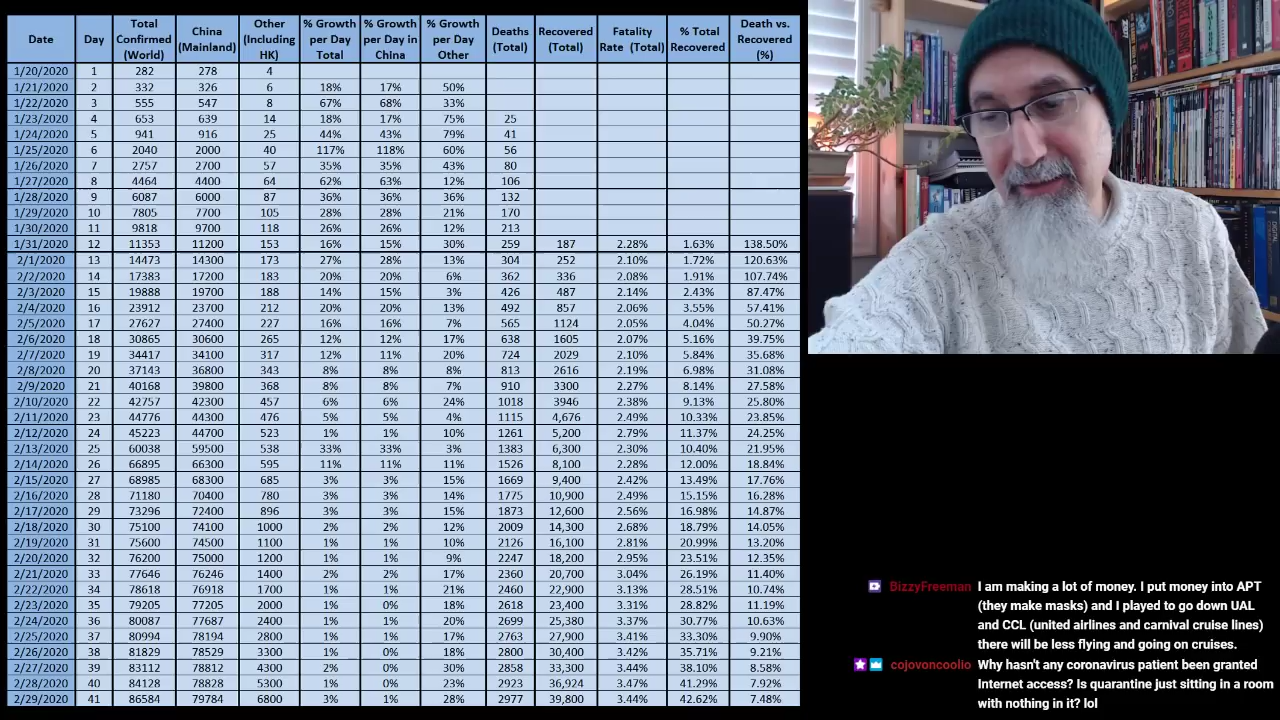 Date Day Total Confirmed (World) China (Mainland) Other (Including HK) % Growth per Day Total % Growth per Day in China % Growth per Day Other Deaths (Total) Recovered (Total) Fatality Rate (Total) % Total Recovered Death vs. Recovered (%)
1/20/2020 1 282 278 4
1/21/2020 2 332 326 6 18% 17% 50%
1/22/2020 3 555 547 8 67% 68% 33%
1/23/2020 4 653 639 14 18% 17% 75% 25
1/24/2020 5 941 916 25 44% 43% 79% 41
1/25/2020 6 2040 2000 40 117% 118% 60% 56
1/26/2020 7 2757 2700 57 35% 35% 43% 80
1/27/2020 8 4464 4400 64 62% 63% 12% 106
1/28/2020 9 6087 6000 87 36% 36% 36% 132
1/29/2020 10 7805 7700 105 28% 28% 21% 170
1/30/2020 11 9818 9700 118 26% 26% 12% 213
1/31/2020 12 11353 11200 153 16% 15% 30% 259 187 2.28% 1.63% 138.50%
2/1/2020 13 14473 14300 173 27% 28% 13% 304 252 2.10% 1.72% 120.63%
2/2/2020 14 17383 17200 183 20% 20% 6% 362 336 2.08% 1.91% 107.74%
2/3/2020 15 19888 19700 188 14% 15% 3% 426 487 2.14% 2.43% 87.47%
2/4/2020 16 23912 23700 212 20% 20% 13% 492 857 2.06% 3.55% 57.41%
2/5/2020 17 27627 27400 227 16% 16% 7% 565 1124 2.05% 4.04% 50.27%
2/6/2020 18 30865 30600 265 12% 12% 17% 638 1605 2.07% 5.16% 39.75%
2/7/2020 19 34417 34100 317 12% 11% 20% 724 2029 2.10% 5.84% 35.68%
2/8/2020 20 37143 36800 343 8% 8% 8% 813 2616 2.19% 6.98% 31.08%
2/9/2020 21 40168 39800 368 8% 8% 7% 910 3300 2.27% 8.14% 27.58%
2/10/2020 22 42757 42300 457 6% 6% 24% 1018 3946 2.38% 9.13% 25.80%
2/11/2020 23 44776 44300 476 5% 5% 4% 1115 4,676 2.49% 10.33% 23.85%
2/12/2020 24 45223 44700 523 1% 1% 10% 1261 5,200 2.79% 11.37% 24.25%
2/13/2020 25 60038 59500 538 33% 33% 3% 1383 6,300 2.30% 10.40% 21.95%
2/14/2020 26 66895 66300 595 11% 11% 11% 1526 8,100 2.28% 12.00% 18.84%
2/15/2020 27 68985 68300 685 3% 3% 15% 1669 9,400 2.42% 13.49% 17.76%
2/16/2020 28 71180 70400 780 3% 3% 14% 1775 10,900 2.49% 15.15% 16.28%
2/17/2020 29 73296 72400 896 3% 3% 15% 1873 12,600 2.56% 16.98% 14.87%
2/18/2020 30 75100 74100 1000 2% 2% 12% 2009 14,300 2.68% 18.79% 14.05%
2/19/2020 31 75600 74500 1100 1% 1% 10% 2126 16,100 2.81% 20.99% 13.20%
2/20/2020 32 76200 75000 1200 1% 1% 9% 2247 18,200 2.95% 23.51% 12.35%
2/21/2020 33 77646 76246 1400 2% 2% 17% 2360 20,700 3.04% 26.19% 11.40%
2/22/2020 34 78618 76918 1700 1% 1% 21% 2460 22,900 3.13% 28.51% 10.74%
2/23/2020 35 79205 77205 2000 1% 0% 18% 2618 23,400 3.31% 28.82% 11.19%
2/24/2020 36 80087 77687 2400 1% 1% 20% 2699 25,380 3.37% 30.77% 10.63%
2/25/2020 37 80994 78194 2800 1% 1% 17% 2763 27,900 3.41% 33.30% 9.90%
2/26/2020 38 81829 78529 3300 1% 0% 18% 2800 30,400 3.42% 35.71% 9.21%
2/27/2020 39 83112 78812 4300 2% 0% 30% 2858 33,300 3.44% 38.10% 8.58%
2/28/2020 40 84128 78828 5300 1% 0% 23% 2923 36,924 3.47% 41.29% 7.92%
2/29/2020 41 86584 79784 6800 3% 1% 28% 2977 39,800 3.44% 42.62% 7.48%
BizzyFreeman I am making a lot of money. I put money into APT
(they make masks) and I played to go down UAL
and CCL (united airlines and carnival cruise lines)
there will be less flying and going on cruises.
cojovoncoolio Why hasn't any coronavirus patient been granted
Internet access? Is quarantine just sitting in a room
with nothing in it? lol